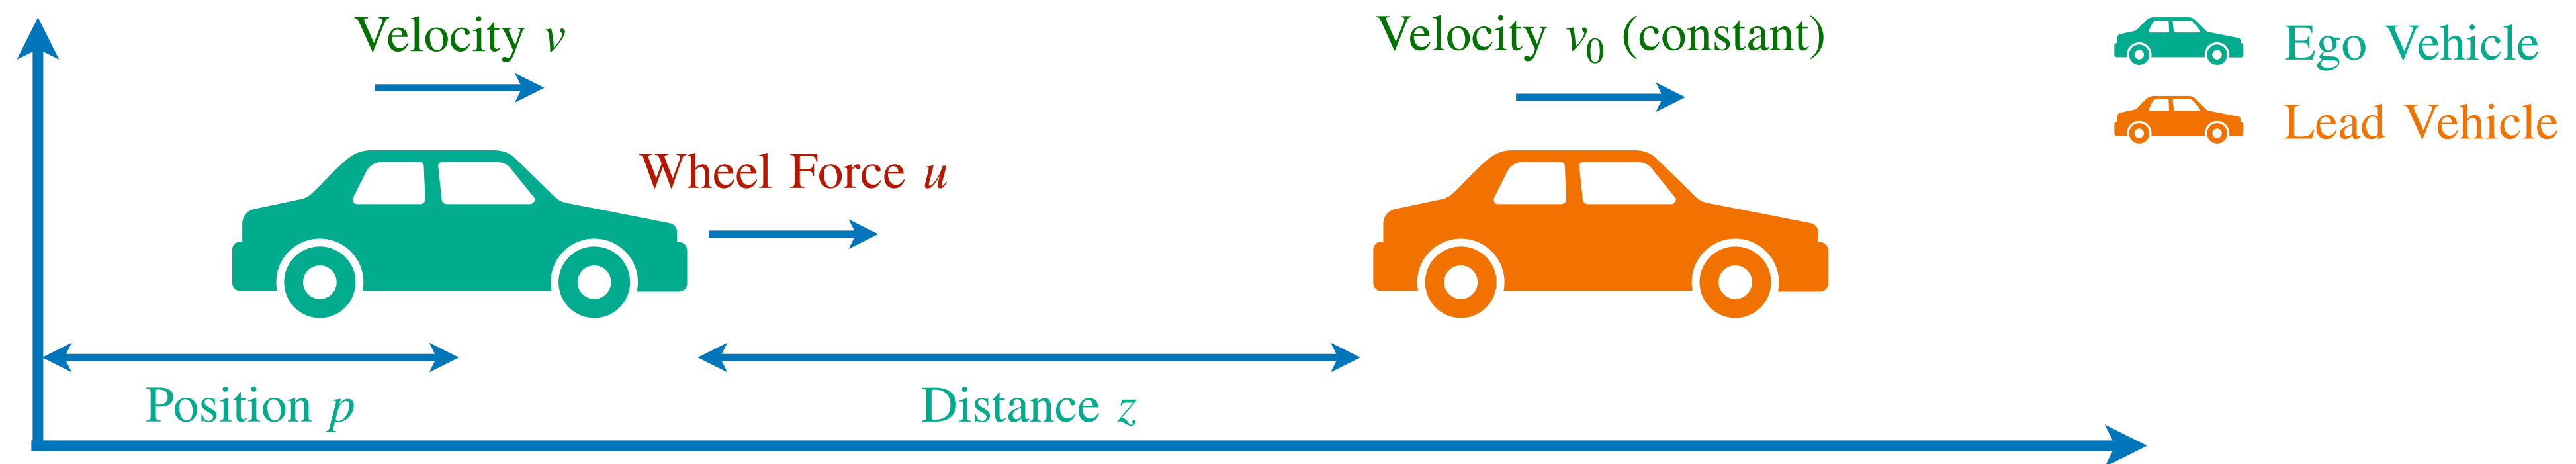 Velocity v
Velocity v₀ (constant)
Ego Vehicle
Lead Vehicle
Wheel Force u
Position p
Distance z